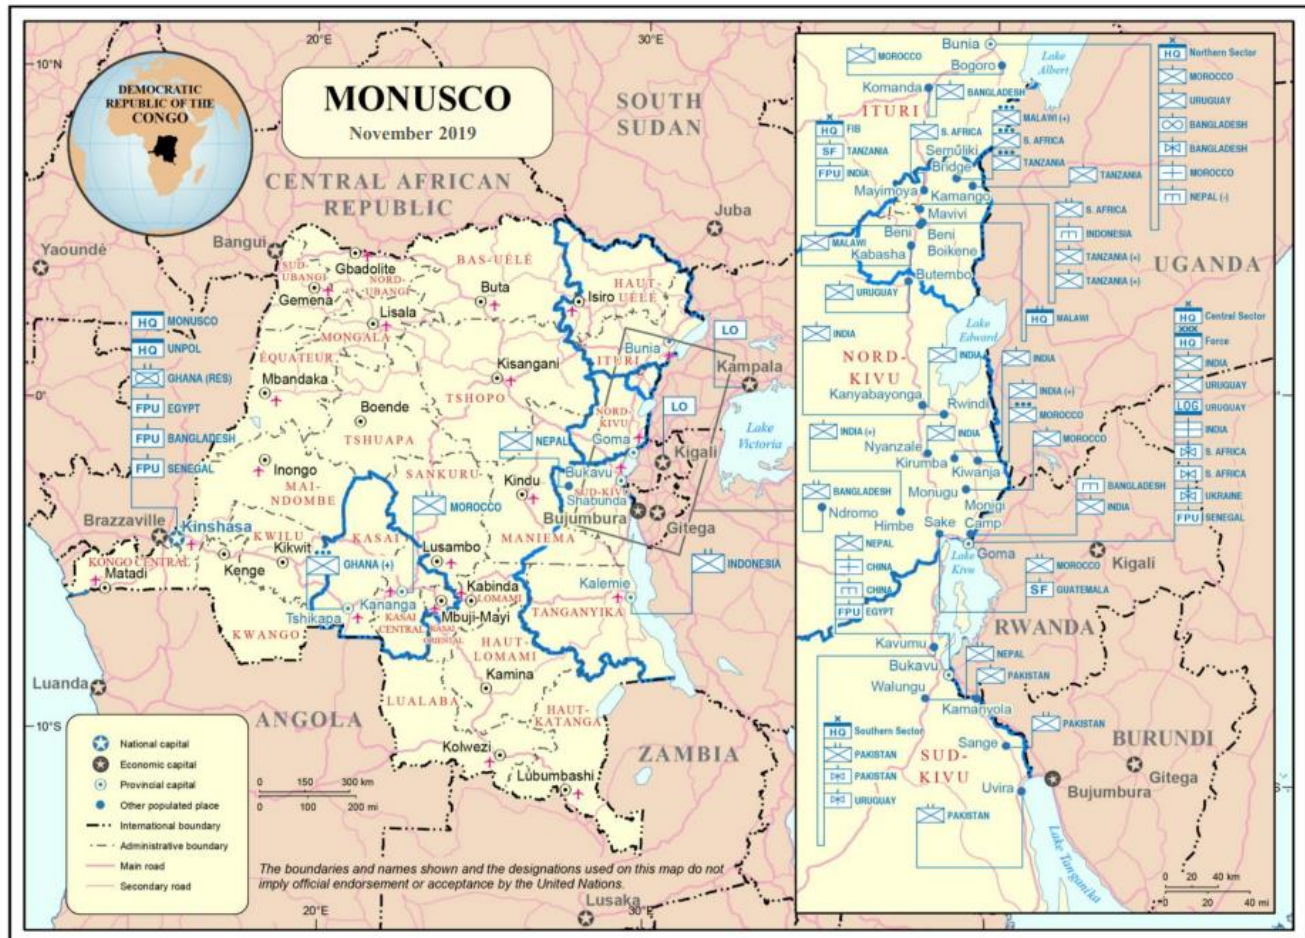 20°E
30°E
10°N
0°
10°S
20°E
30°E
DEMOCRATIC
REPUBLIC OF THE
CONGO
MONUSCO
November 2019
SOUTH
SUDAN
CENTRAL AFRICAN
REPUBLIC
Juba
Yaoundé
Bangui
Gbadolite
SUD-
UBANGI
NORD-
UBANGI
BAS-UÉLÉ
HAUT-
UÉLÉ
Gemena
Buta
Isiro
Lisala
MONGALA
HQ MONUSCO
HQ UNPOL
GHANA (RES)
FPU EGYPT
FPU BANGLADESH
FPU SENEGAL
ÉQUATEUR
Bunia
ITURI
LO
Kisangani
Kampala
Mbandaka
TSHOPO
Boende
LO
NORD-
KIVU
TSHUAPA
NEPAL
Goma
Lake
Victoria
Inongo
MAI-
NDOMBE
SANKURU
Kindu
Bukavu
Kigali
Shabunda
SUD-KIVU
MOROCCO
Bujumbura
Gitega
Brazzaville
Kinshasa
KWILU
KASAI
MANIEMA
Kikwit
KONGO CENTRAL
Kenge
GHANA (+)
Lusambo
INDONESIA
Matadi
Kabinda
Kalemie
Kananga
LOMAMI
Tshikapa
KASAI
CENTRAL
Mbuji-Mayi
TANGANYIKA
KWANGO
KASAI
ORIENTAL
HAUT-
LOMAMI
Luanda
Kamina
LUALABA
ANGOLA
HAUT-
KATANGA
Kolwezi
ZAMBIA
Lubumbashi
Lusaka
National capital
Economic capital
Provincial capital
Other populated place
International boundary
Administrative boundary
Main road
Secondary road
0 150 300 km
0 100 200 mi
The boundaries and names shown and the designations used on this map do not
imply official endorsement or acceptance by the United Nations.
Bunia
Lake
Albert
HQ Northern Sector
MOROCCO
Bogoro
MOROCCO
Komanda
BANGLADESH
URUGUAY
ITURI
MALAWI (+)
BANGLADESH
HQ FIB
S. AFRICA
S. AFRICA
BANGLADESH
SF TANZANIA
Semuliki
Bridge
TANZANIA
MOROCCO
FPU INDIA
TANZANIA
NEPAL (-)
Mayimoya
Kamango
Mavivi
S. AFRICA
Beni
Beni
INDONESIA
MALAWI
Boikene
TANZANIA (+)
Kabasha
UGANDA
Butembo
TANZANIA (+)
URUGUAY
HQ MALAWI
HQ Central Sector
Lake
Edward
HQ Force
INDIA
INDIA
INDIA
INDIA
NORD-
KIVU
INDIA (+)
URUGUAY
Kanyabayonga
Rwindi
MOROCCO
LOG URUGUAY
INDIA
INDIA (+)
INDIA
MOROCCO
Nyanzale
S. AFRICA
Kirumba
Kiwanja
S. AFRICA
BANGLADESH
Monugu
Monigi
BANGLADESH
UKRAINE
Ndromo
Himbe
Sake
Camp
INDIA
FPU SENEGAL
NEPAL
Goma
Kigali
CHINA
Lake
Kivu
MOROCCO
CHINA
SF GUATEMALA
FPU EGYPT
RWANDA
Kavumu
Bukavu
NEPAL
Walungu
PAKISTAN
Kamanyola
HQ Southern Sector
PAKISTAN
PAKISTAN
Sange
BURUNDI
PAKISTAN
SUD-
KIVU
Gitega
URUGUAY
Uvira
Bujumbura
PAKISTAN
Lake Tanganika
0 20 40 km
0 20 40 mi